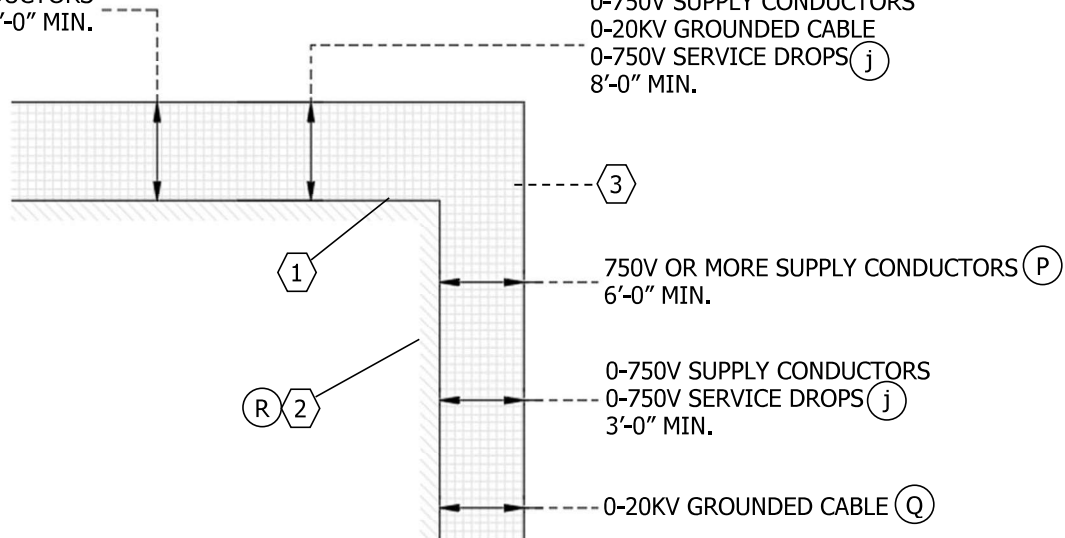 UCTORS
'-0″ MIN.
0-750V SUPPLY CONDUCTORS
0-20KV GROUNDED CABLE
0-750V SERVICE DROPS j
8'-0″ MIN.
3
1
750V OR MORE SUPPLY CONDUCTORS P
6'-0″ MIN.
0-750V SUPPLY CONDUCTORS
0-750V SERVICE DROPS j
3'-0″ MIN.
R 2
0-20KV GROUNDED CABLE Q